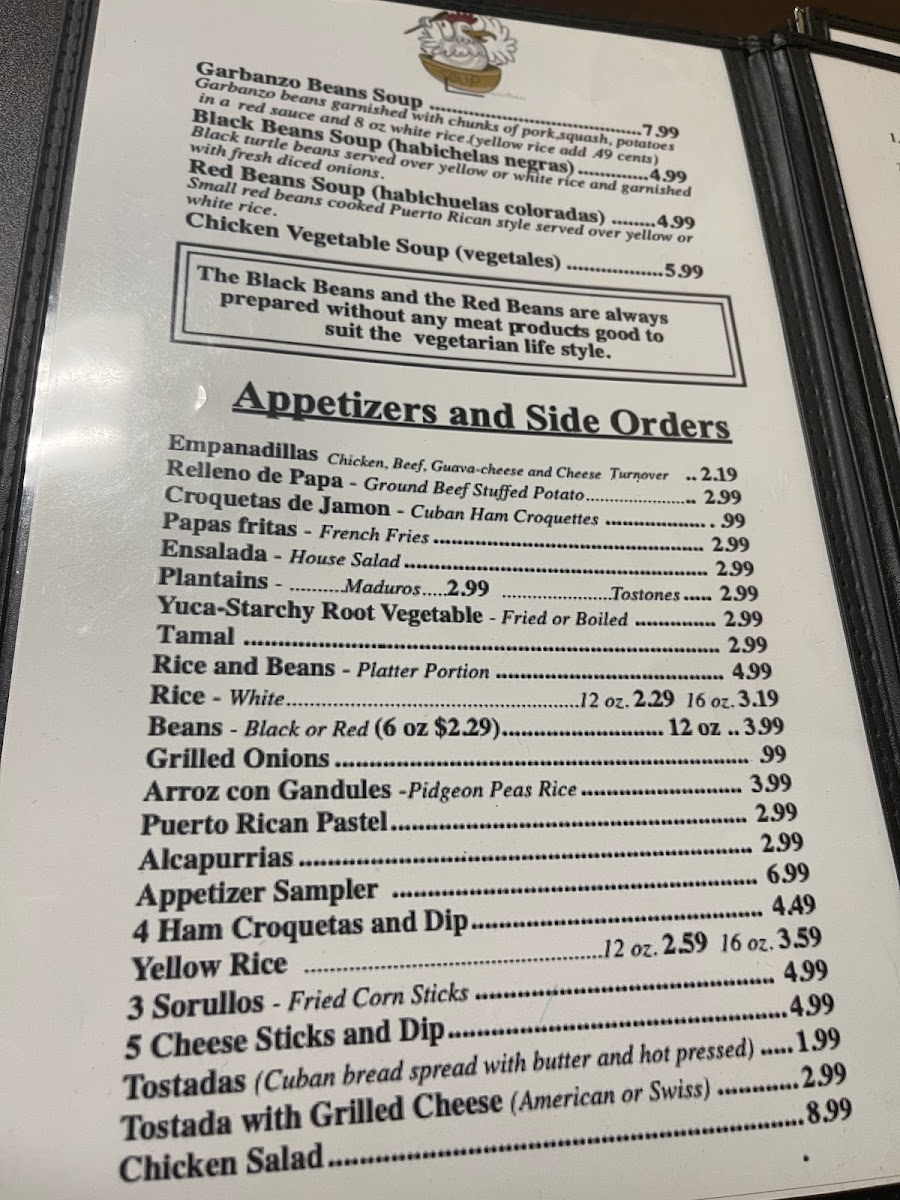 SOUP
Garbanzo Beans Soup ........................................7.99
Garbanzo beans garnished with chunks of pork,squash, potatoes
in a red sauce and 8 oz white rice.(yellow rice add .49 cents)
Black Beans Soup (habichelas negras) .............4.99
Black turtle beans served over yellow or white rice and garnished
with fresh diced onions.
Red Beans Soup (habichuelas coloradas) ........4.99
Small red beans cooked Puerto Rican style served over yellow or
white rice.
Chicken Vegetable Soup (vegetales) ..................5.99
The Black Beans and the Red Beans are always
prepared without any meat products good to
suit the vegetarian life style.
Appetizers and Side Orders
Empanadillas Chicken, Beef, Guava-cheese and Cheese Turnover ..2.19
Relleno de Papa - Ground Beef Stuffed Potato...................... 2.99
Croquetas de Jamon - Cuban Ham Croquettes .................... .99
Papas fritas - French Fries .................................................... 2.99
Ensalada - House Salad .......................................................... 2.99
Plantains - ..........Maduros.....2.99 ......................Tostones ..... 2.99
Yuca-Starchy Root Vegetable - Fried or Boiled ............... 2.99
Tamal ........................................................................................ 2.99
Rice and Beans - Platter Portion ........................................... 4.99
Rice - White.......................................................12 oz. 2.29 16 oz. 3.19
Beans - Black or Red (6 oz $2.29)............................ 12 oz .. 3.99
Grilled Onions ........................................................................ .99
Arroz con Gandules -Pidgeon Peas Rice ............................ 3.99
Puerto Rican Pastel................................................................ 2.99
Alcapurrias .............................................................................. 2.99
Appetizer Sampler ................................................................ 6.99
4 Ham Croquetas and Dip.................................................... 4.49
Yellow Rice .....................................................12 oz. 2.59 16 oz. 3.59
3 Sorullos - Fried Corn Sticks .................................................. 4.99
5 Cheese Sticks and Dip..........................................................4.99
Tostadas (Cuban bread spread with butter and hot pressed) .....1.99
Tostada with Grilled Cheese (American or Swiss) ............2.99
Chicken Salad ..............................................................................8.99